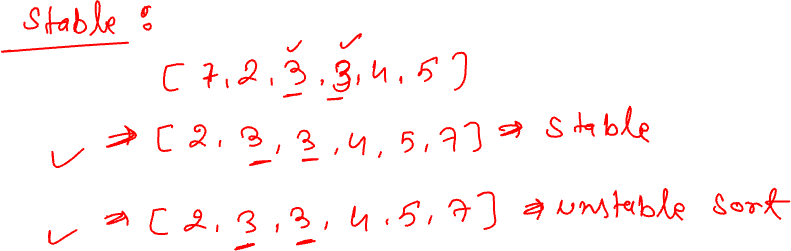 Stable :
[ 7, 2, 3, 3, 4, 5 ]
✓ ⇒ [ 2, 3, 3, 4, 5, 7 ] ⇒ stable
✓ ⇒ [ 2, 3, 3, 4, 5, 7 ] ⇒ unstable sort